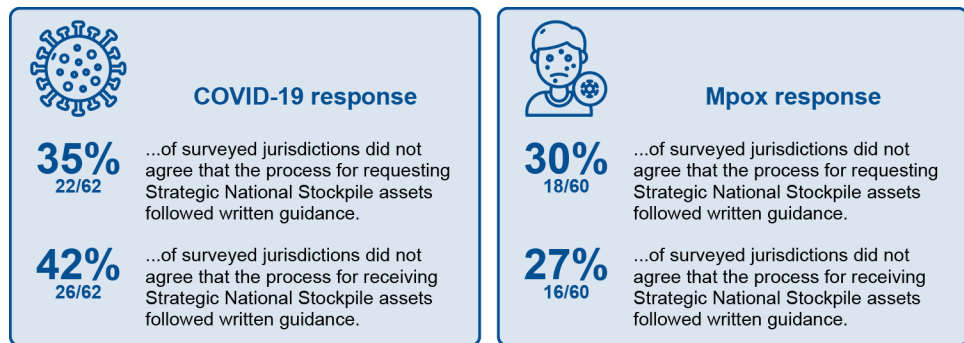 COVID-19 response
35%
22/62
...of surveyed jurisdictions did not
agree that the process for requesting
Strategic National Stockpile assets
followed written guidance.
42%
26/62
...of surveyed jurisdictions did not
agree that the process for receiving
Strategic National Stockpile assets
followed written guidance.
Mpox response
30%
18/60
...of surveyed jurisdictions did not
agree that the process for requesting
Strategic National Stockpile assets
followed written guidance.
27%
16/60
...of surveyed jurisdictions did not
agree that the process for receiving
Strategic National Stockpile assets
followed written guidance.